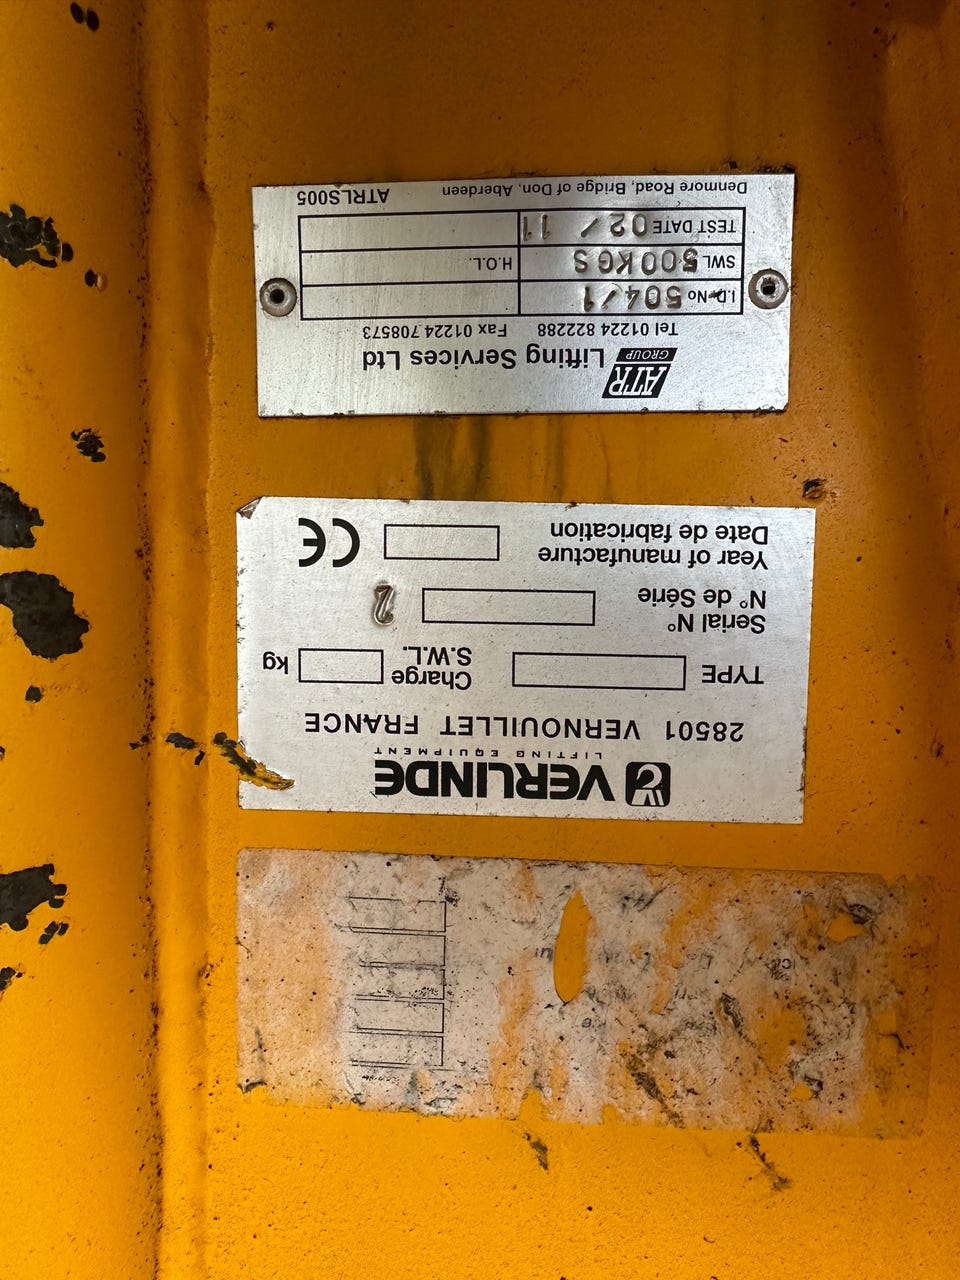 VERLINDE
LIFTING EQUIPMENT
28501 VERNOUILLET FRANCE
TYPE Charge kg
S.W.L.
Serial N°
N° de Série 2
Year of manufacture
Date de fabrication CE
ATR GROUP Lifting Services Ltd
Tel 01224 822288 Fax 01224 708573
I.D. No 504/1
SWL 500KGS H.O.L.
TEST DATE 02 / 11
Denmore Road, Bridge of Don, Aberdeen ATRLS005